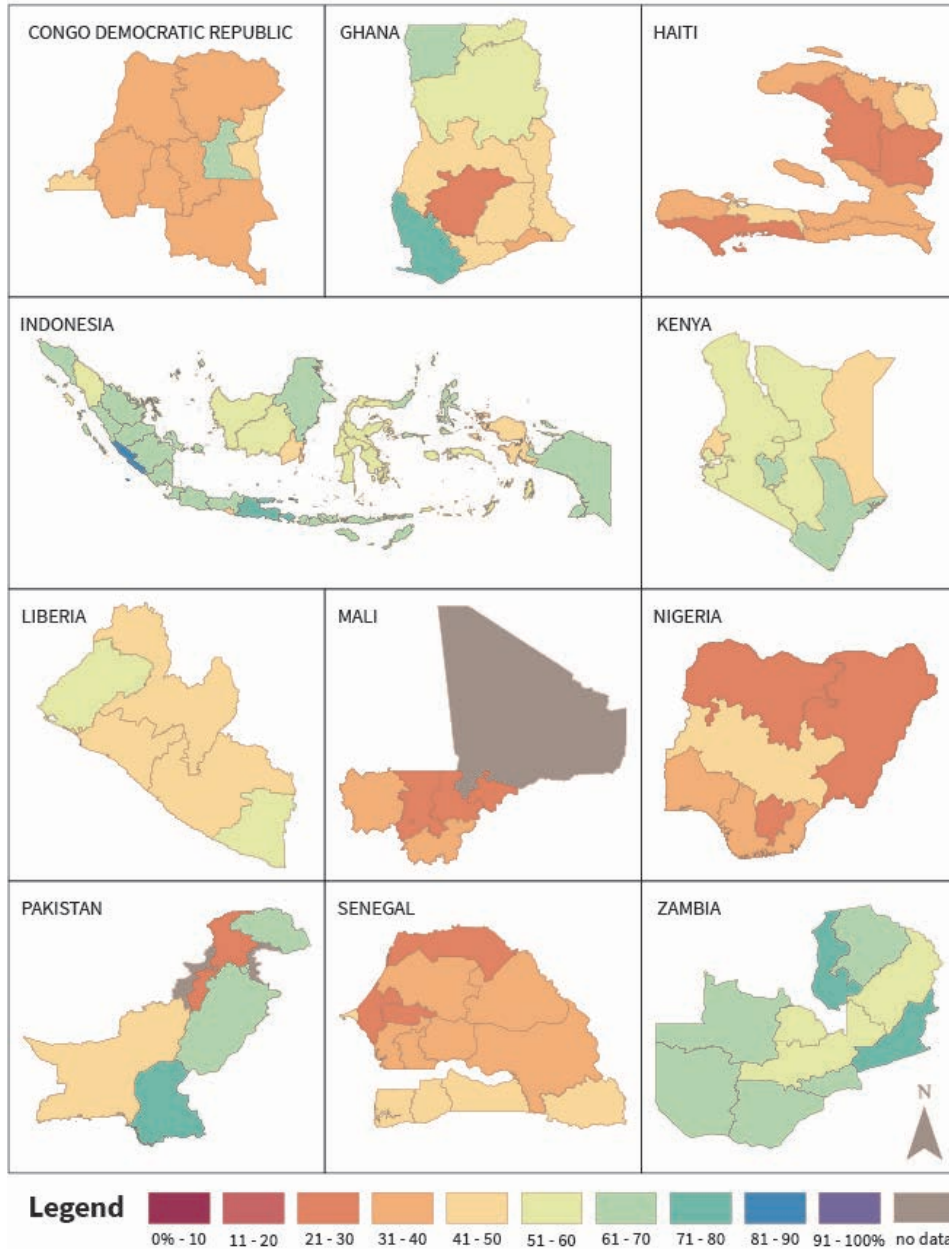 CONGO DEMOCRATIC REPUBLIC
GHANA
HAITI
INDONESIA
KENYA
LIBERIA
MALI
NIGERIA
PAKISTAN
SENEGAL
ZAMBIA
N
Legend
0% - 10 11 - 20 21 - 30 31 - 40 41 - 50 51 - 60 61 - 70 71 - 80 81 - 90 91 - 100% no data